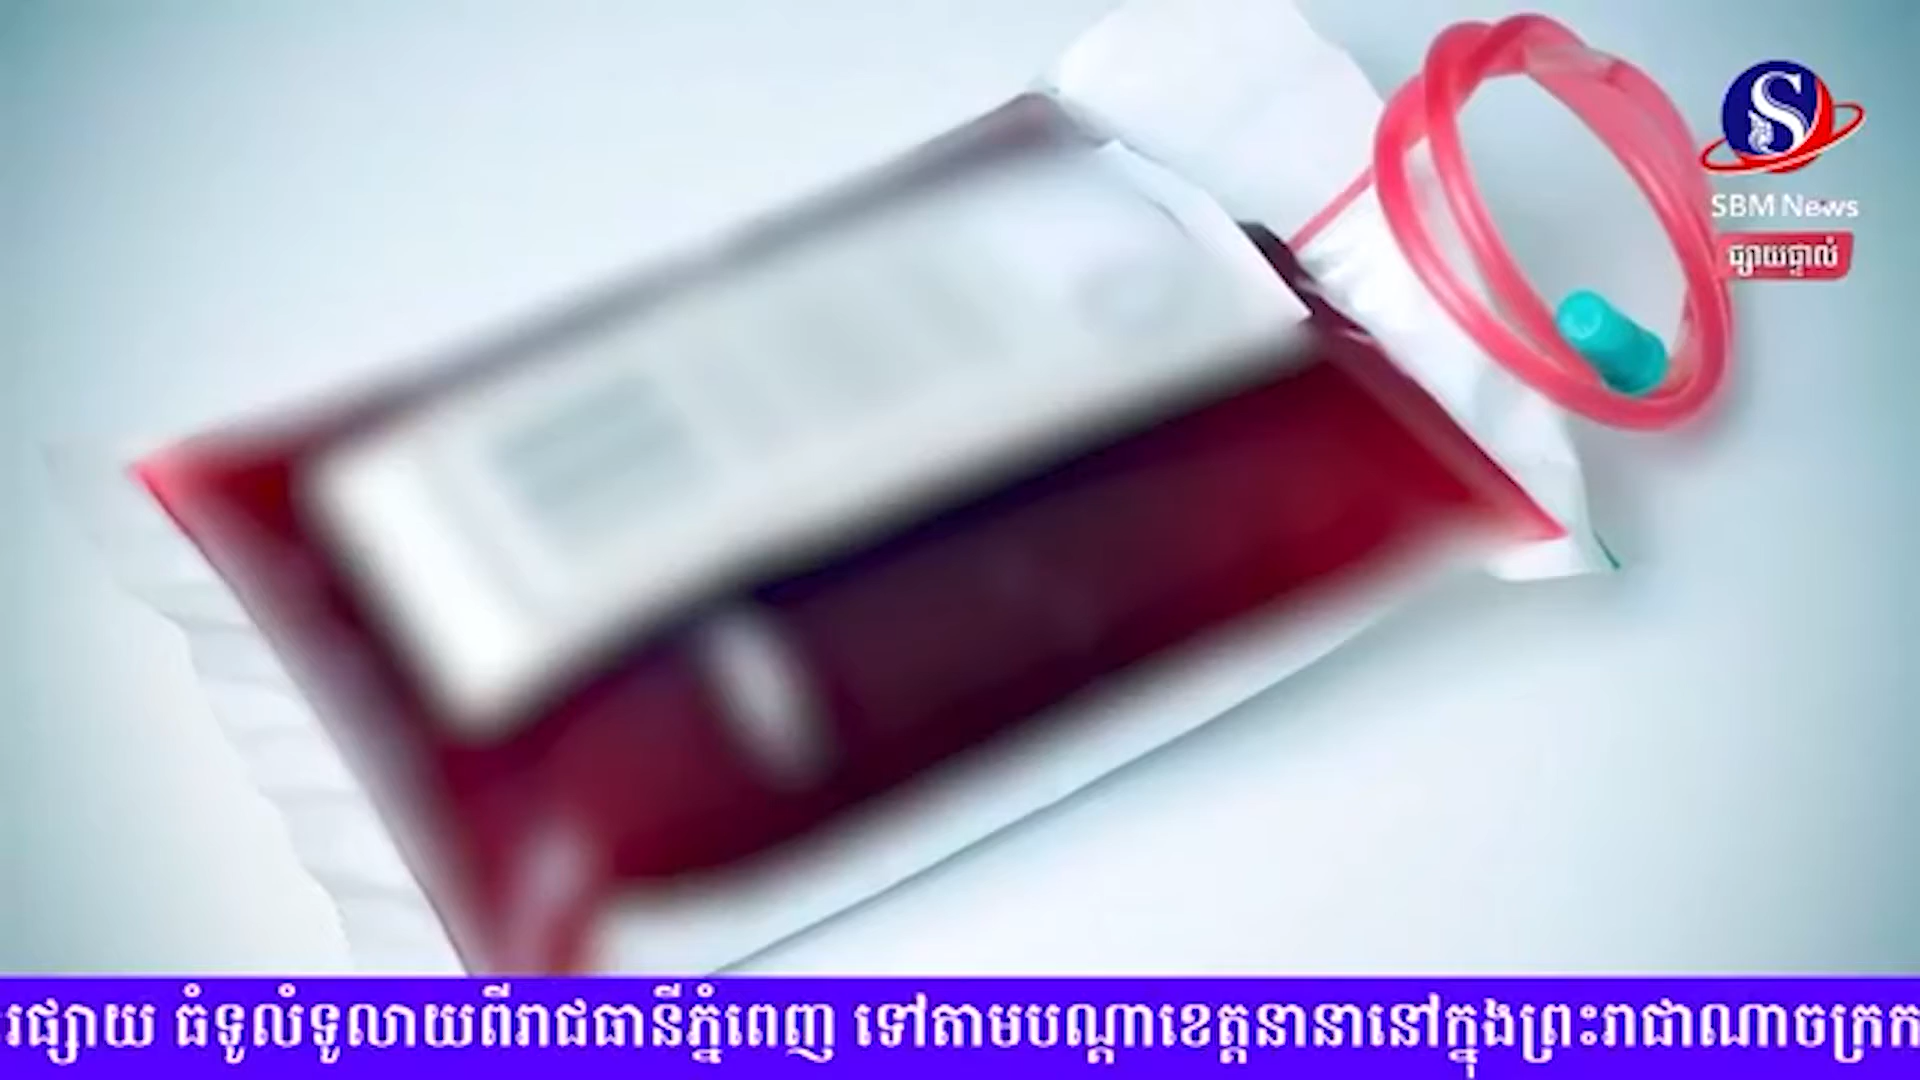 SBM News
ផ្សាយផ្ទាល់
រផ្សាយ ធំទូលំទូលាយពីរាជធានីភ្នំពេញ ទៅតាមបណ្តាខេត្តនានានៅក្នុងព្រះរាជាណាចក្រក